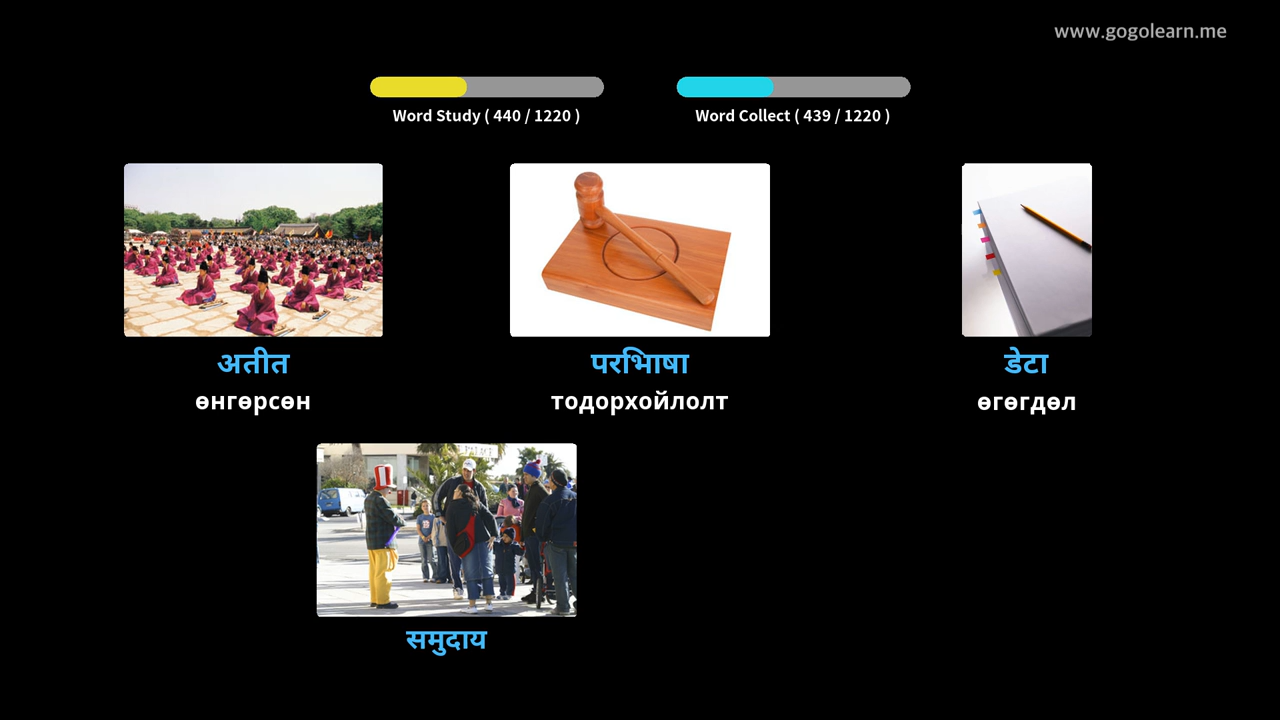 www.gogolearn.me
Word Study ( 440 / 1220 )
Word Collect ( 439 / 1220 )
अतीत
परिभाषा
डेटा
өнгөрсөн
тодорхойлолт
өгөгдөл
समुदाय